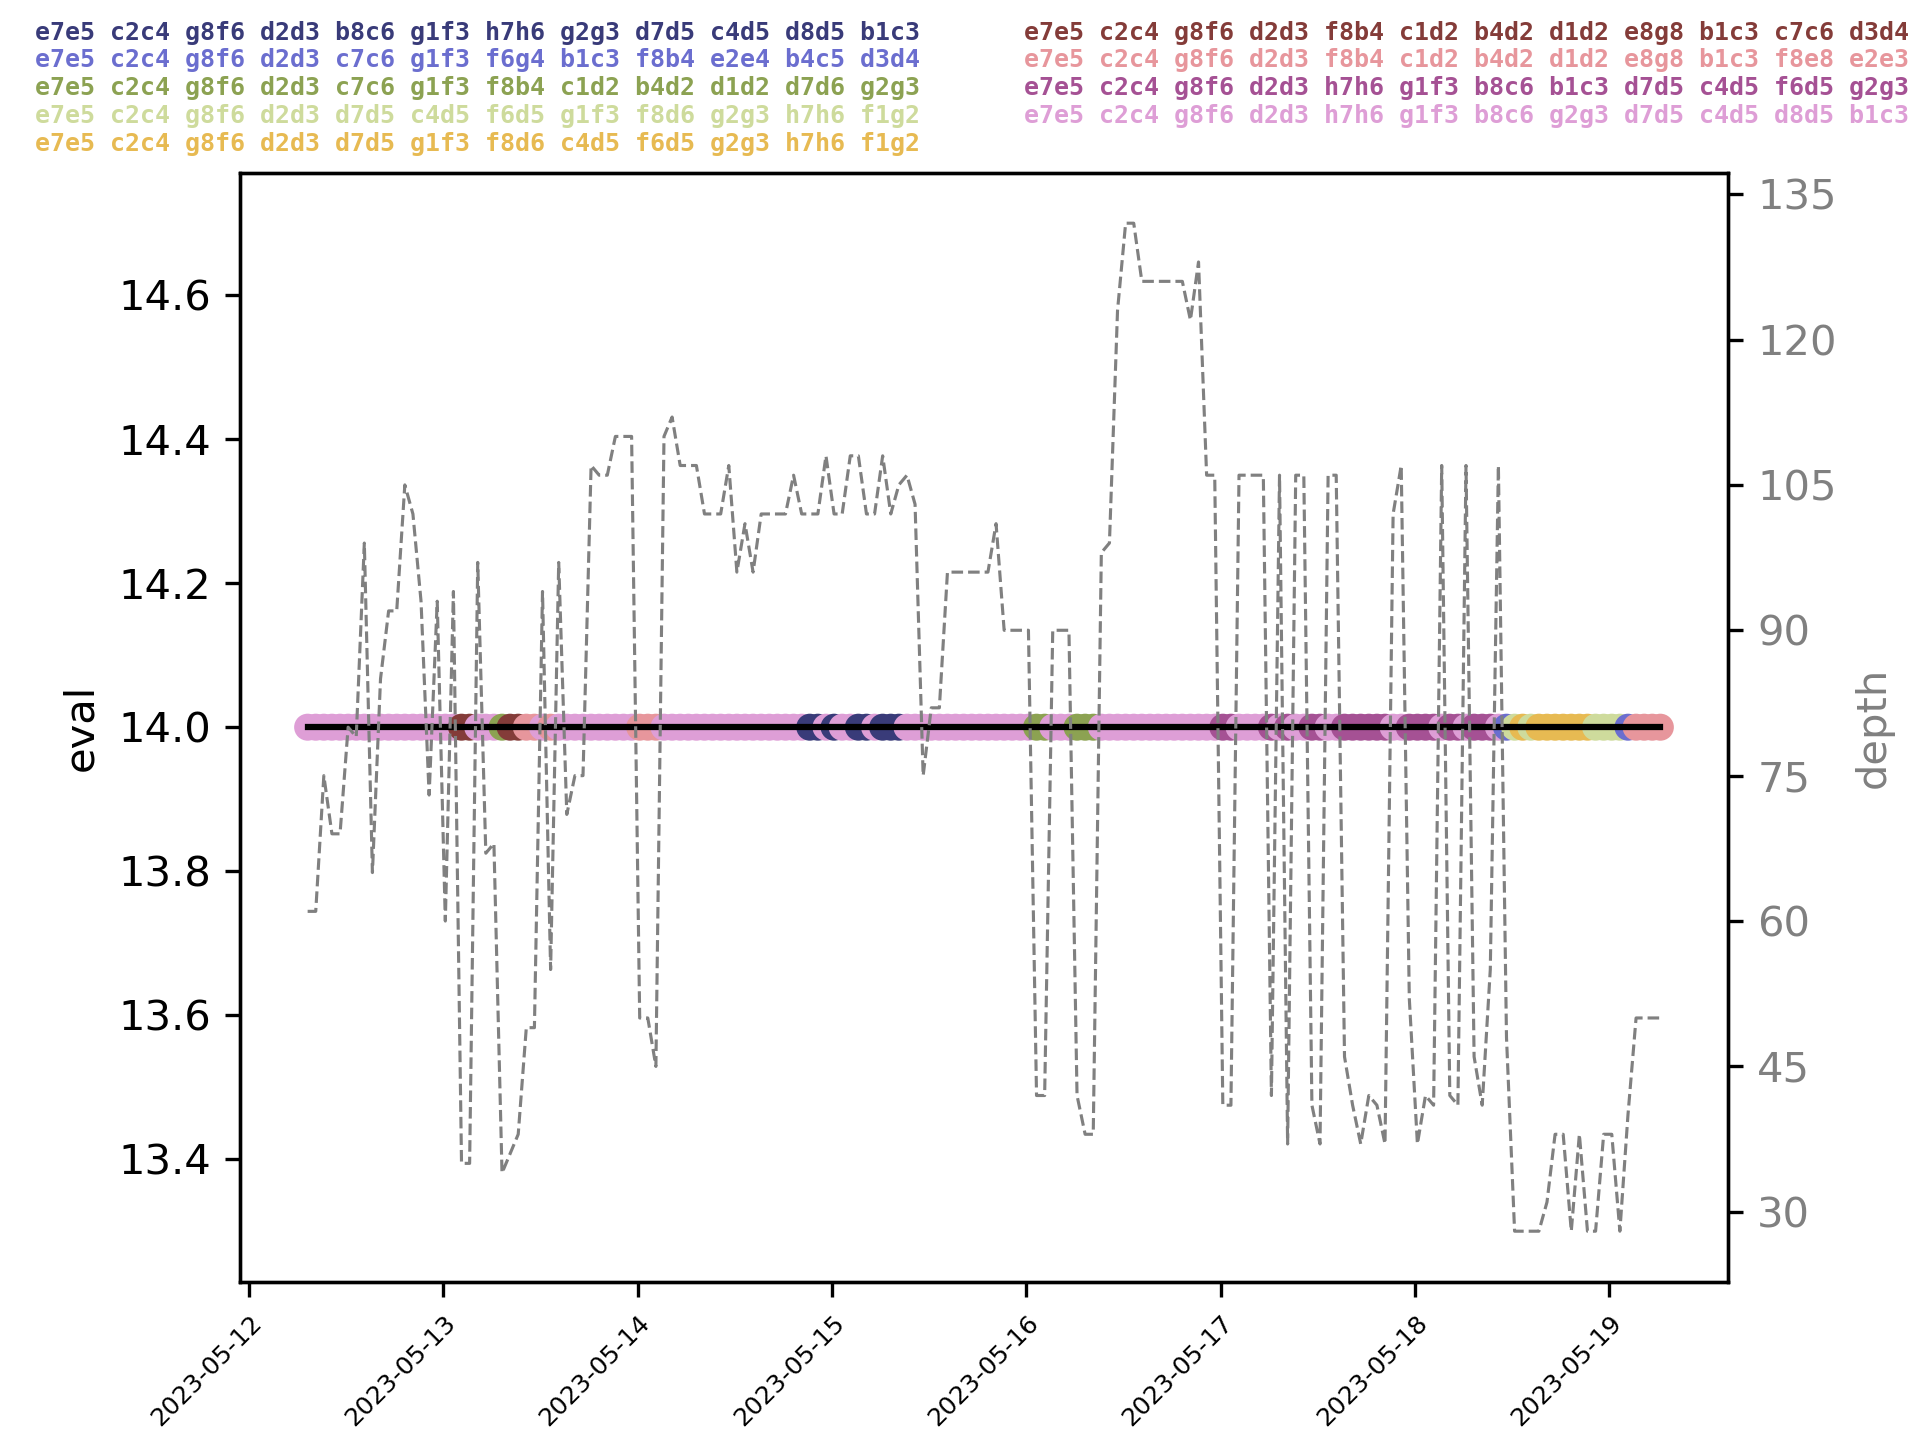 e7e5 c2c4 g8f6 d2d3 b8c6 g1f3 h7h6 g2g3 d7d5 c4d5 d8d5 b1c3
e7e5 c2c4 g8f6 d2d3 c7c6 g1f3 f6g4 b1c3 f8b4 e2e4 b4c5 d3d4
e7e5 c2c4 g8f6 d2d3 c7c6 g1f3 f8b4 c1d2 b4d2 d1d2 d7d6 g2g3
e7e5 c2c4 g8f6 d2d3 d7d5 c4d5 f6d5 g1f3 f8d6 g2g3 h7h6 f1g2
e7e5 c2c4 g8f6 d2d3 d7d5 g1f3 f8d6 c4d5 f6d5 g2g3 h7h6 f1g2
e7e5 c2c4 g8f6 d2d3 f8b4 c1d2 b4d2 d1d2 e8g8 b1c3 c7c6 d3d4
e7e5 c2c4 g8f6 d2d3 f8b4 c1d2 b4d2 d1d2 e8g8 b1c3 f8e8 e2e3
e7e5 c2c4 g8f6 d2d3 h7h6 g1f3 b8c6 b1c3 d7d5 c4d5 f6d5 g2g3
e7e5 c2c4 g8f6 d2d3 h7h6 g1f3 b8c6 g2g3 d7d5 c4d5 d8d5 b1c3
eval
14.6
14.4
14.2
14.0
13.8
13.6
13.4
135
120
105
90
75
60
45
30
depth
2023-05-12
2023-05-13
2023-05-14
2023-05-15
2023-05-16
2023-05-17
2023-05-18
2023-05-19